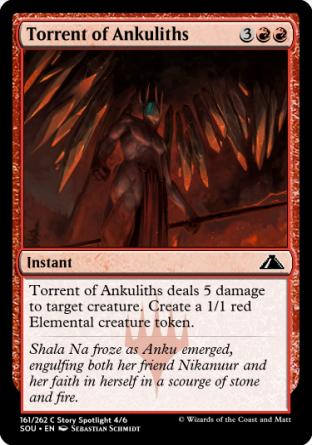 Torrent of Ankuliths 3
Instant
Torrent of Ankuliths deals 5 damage
to target creature. Create a 1/1 red
Elemental creature token.
Shala Na froze as Anku emerged,
engulfing both her friend Nikanuur and
her faith in herself in a scourge of stone
and fire.
161/262 C Story Spotlight 4/6
SOU • EN Sebastian Schmidt
© Wizards of the Coast and Matt